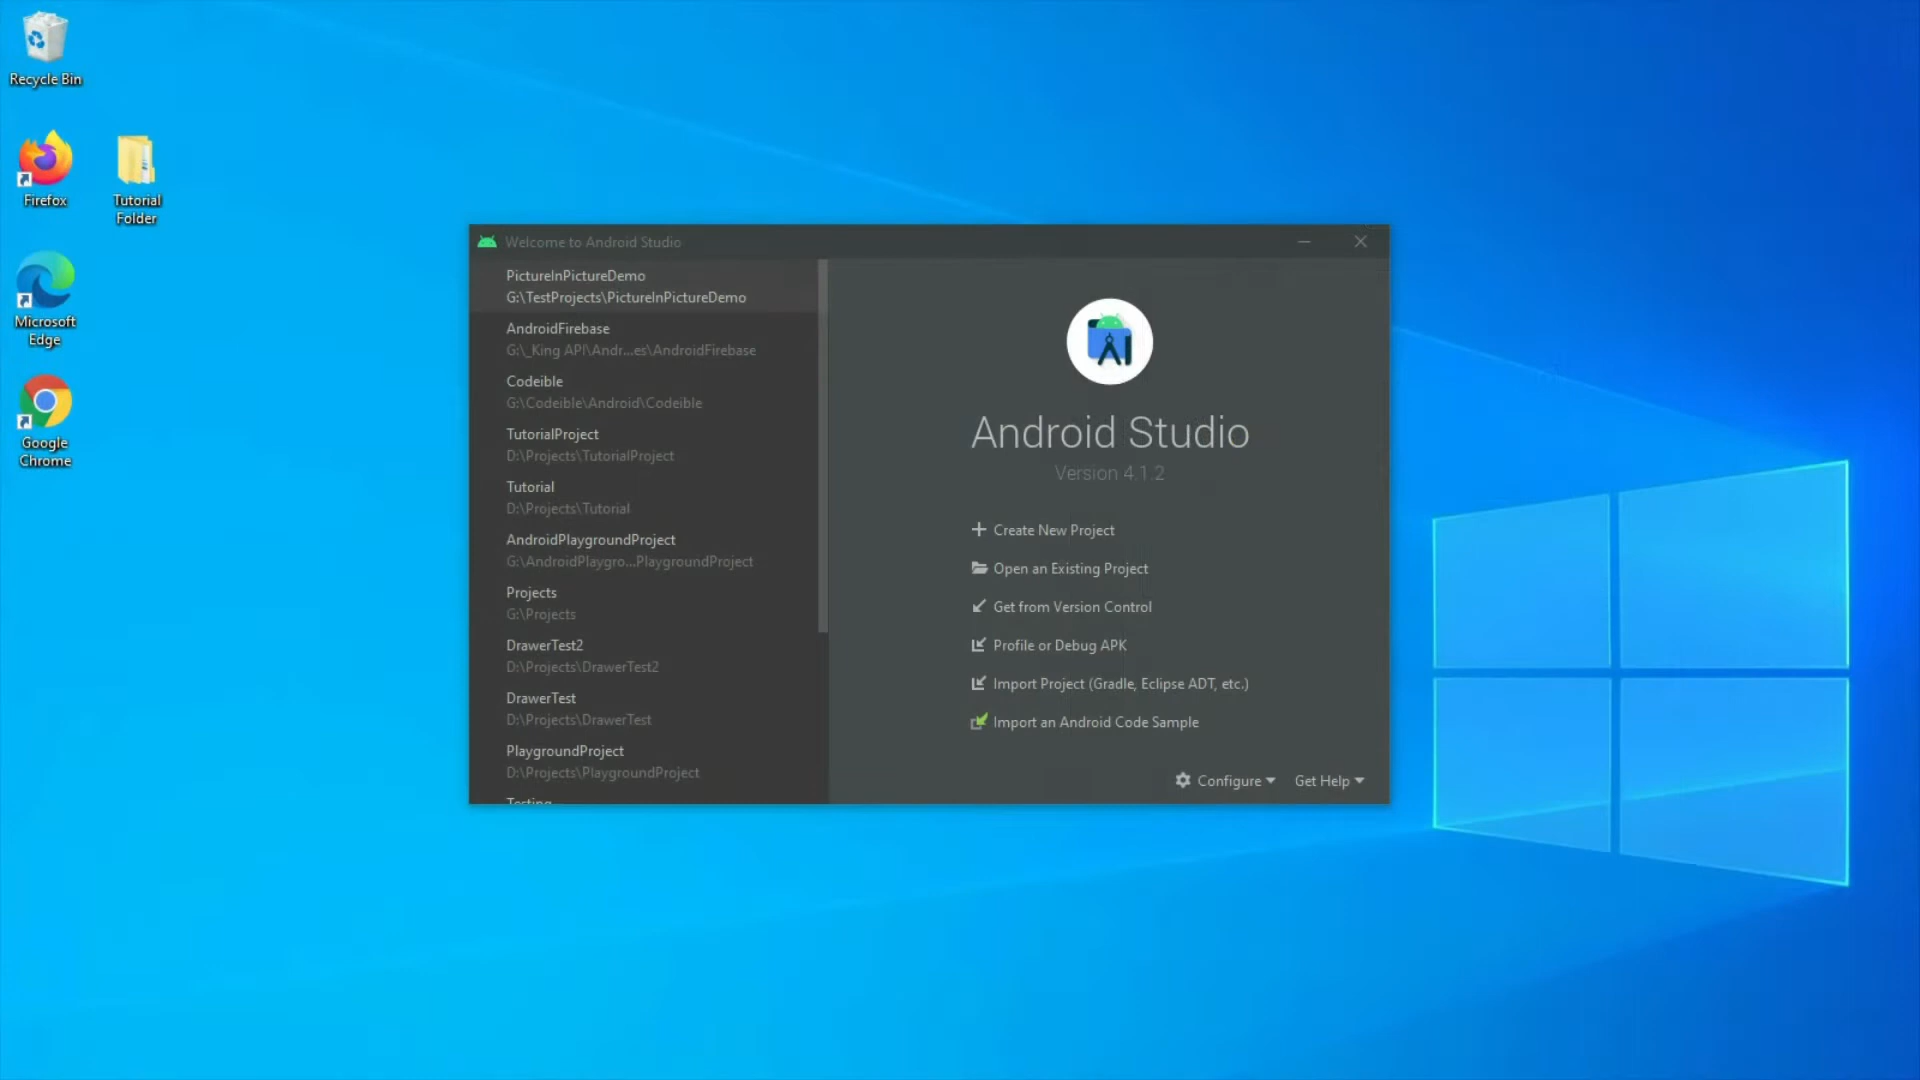 Recycle Bin
Firefox
Tutorial
Folder
Microsoft
Edge
Google
Chrome
Welcome to Android Studio
PictureInPictureDemo
G:\TestProjects\PictureInPictureDemo
AndroidFirebase
G:\_King API\Andr...es\AndroidFirebase
Codeible
G:\Codeible\Android\Codeible
TutorialProject
D:\Projects\TutorialProject
Tutorial
D:\Projects\Tutorial
AndroidPlaygroundProject
G:\AndroidPlaygro...PlaygroundProject
Projects
G:\Projects
DrawerTest2
D:\Projects\DrawerTest2
DrawerTest
D:\Projects\DrawerTest
PlaygroundProject
D:\Projects\PlaygroundProject
Testing
Android Studio
Version 4.1.2
Create New Project
Open an Existing Project
Get from Version Control
Profile or Debug APK
Import Project (Gradle, Eclipse ADT, etc.)
Import an Android Code Sample
Configure
Get Help